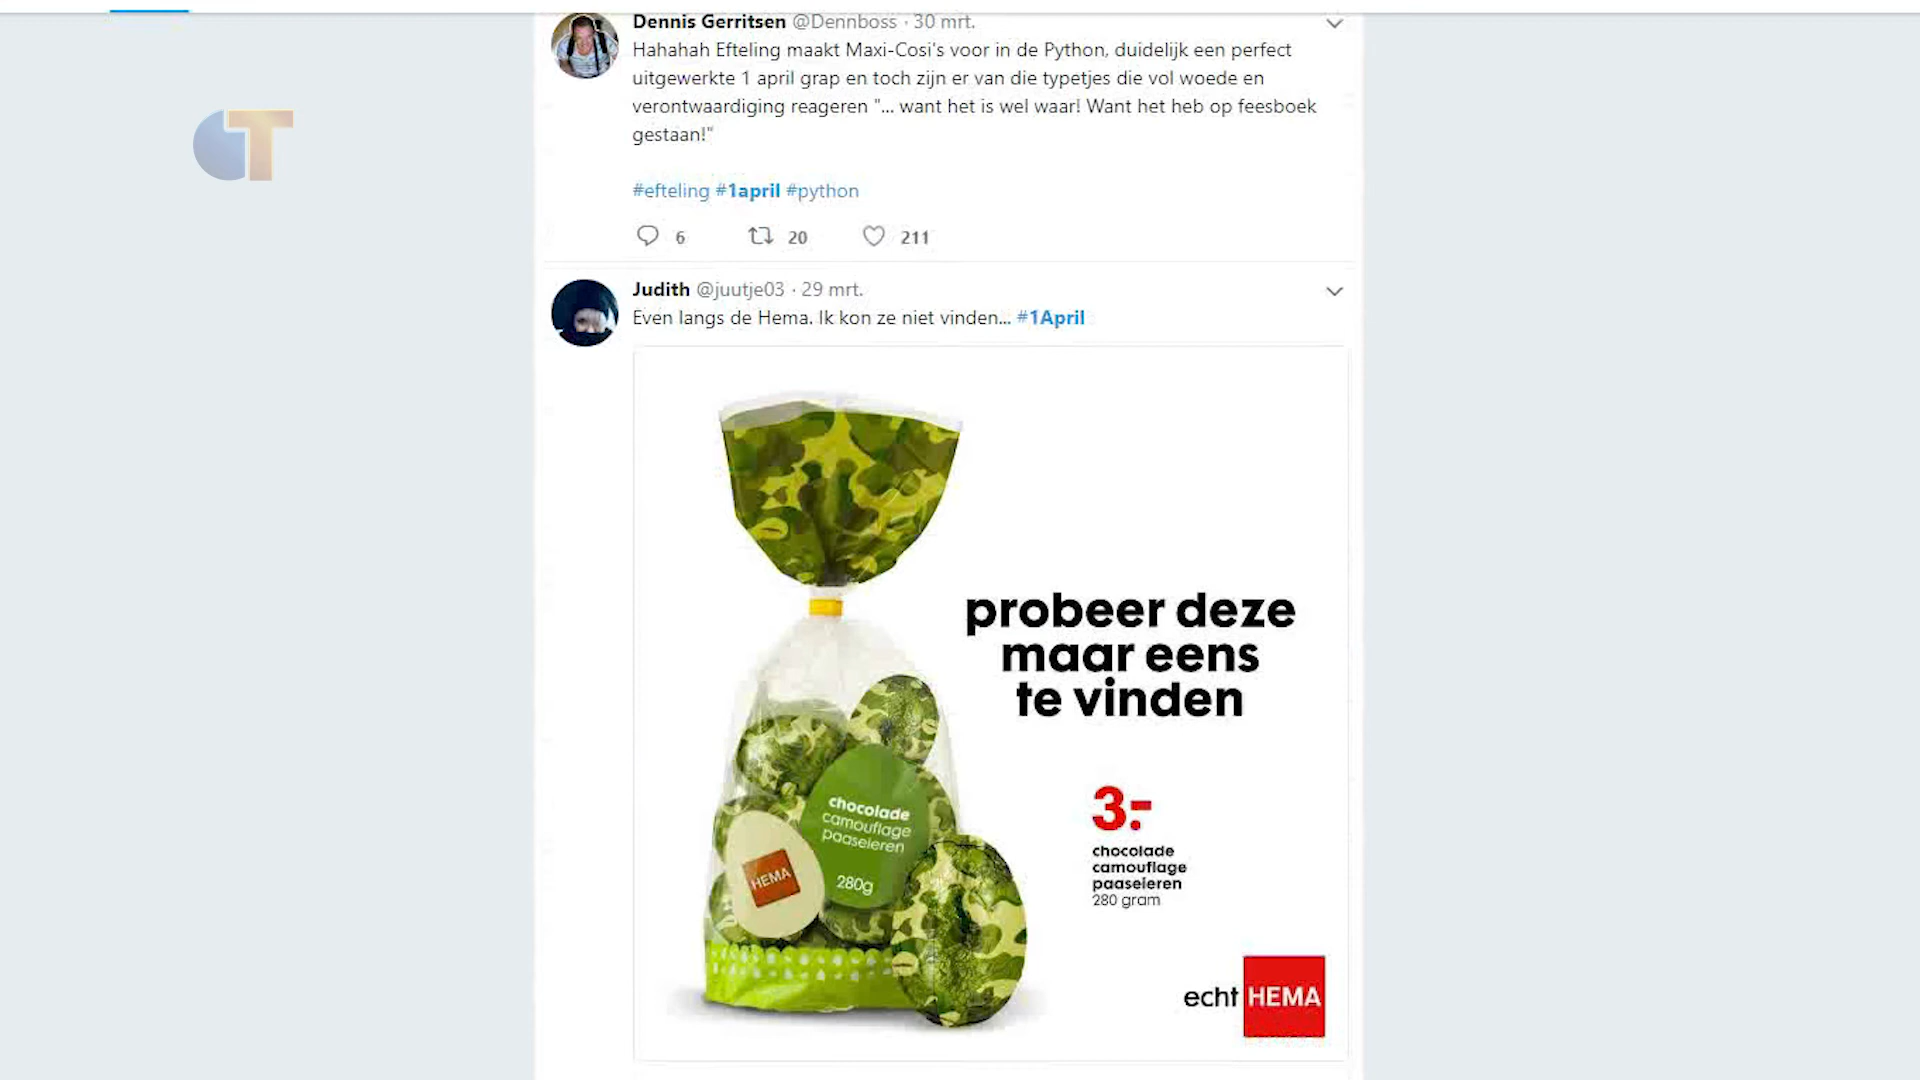 Dennis Gerritsen @Dennboss · 30 mrt.
Hahahah Efteling maakt Maxi-Cosi's voor in de Python, duidelijk een perfect
uitgewerkte 1 april grap en toch zijn er van die typetjes die vol woede en
verontwaardiging reageren "... want het is wel waar! Want het heb op feesboek
gestaan!"
#efteling #1april #python
6 20 211
Judith @juutje03 · 29 mrt.
Even langs de Hema. Ik kon ze niet vinden... #1April
probeer deze
maar eens
te vinden
chocolade
camouflage
paaseieren
280g
HEMA
3.-
chocolade
camouflage
paaseieren
280 gram
echt HEMA
CT